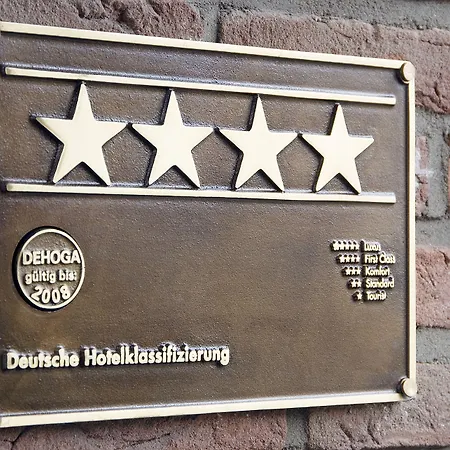 DEHOGA
gültig bis:
2008
Luxus
First Class
Komfort
Standard
Tourist
Deutsche Hotelklassifizierung